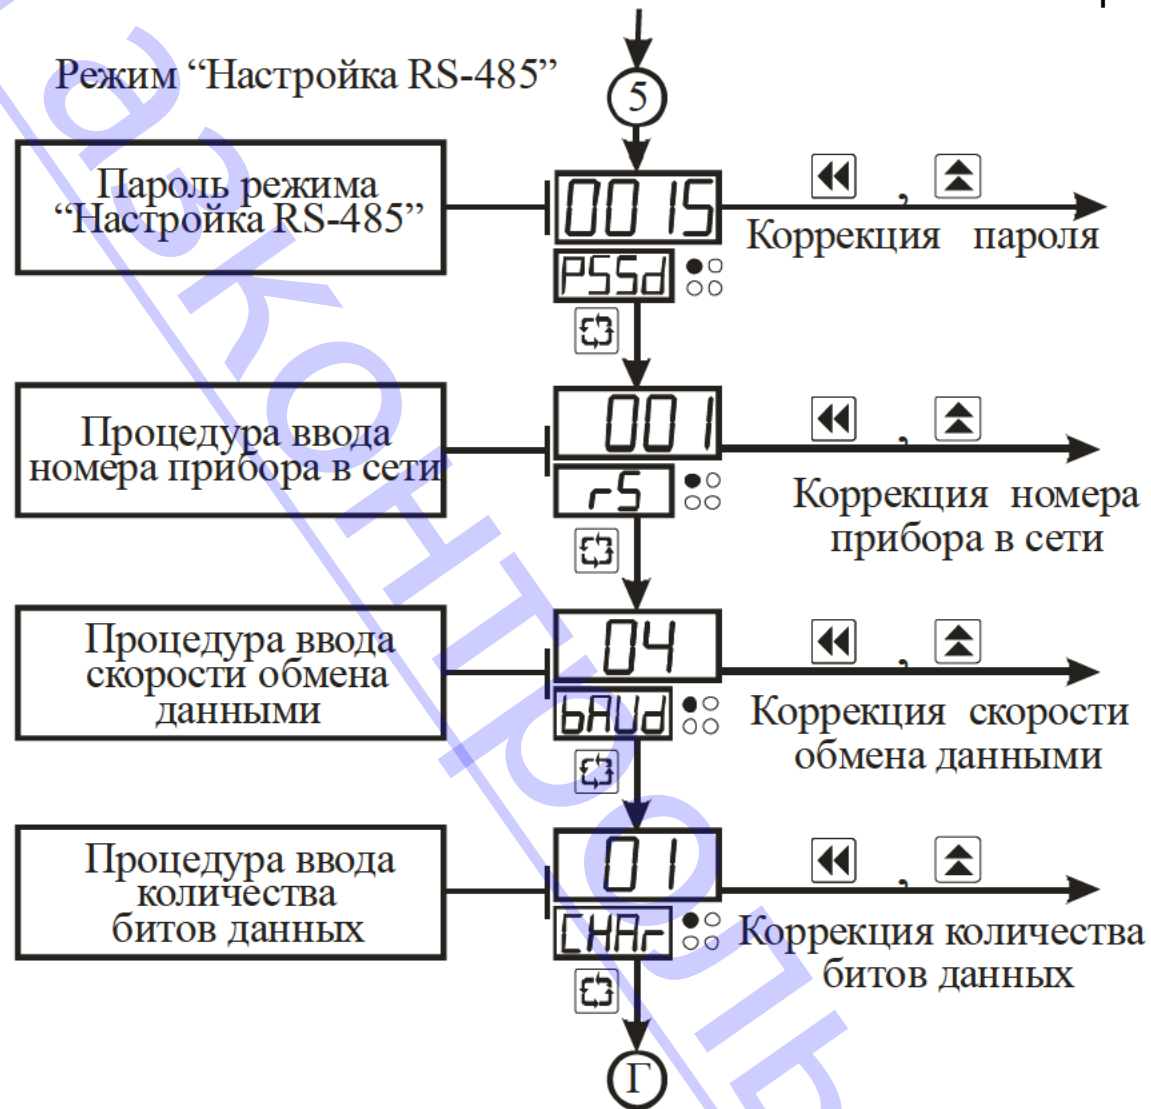 Режим “Настройка RS-485”
5
Пароль режима
“Настройка RS-485”
0015
PSSd
,
Коррекция пароля
Процедура ввода
номера прибора в сети
001
rS
,
Коррекция номера
прибора в сети
Процедура ввода
скорости обмена
данными
04
bAUd
,
Коррекция скорости
обмена данными
Процедура ввода
количества
битов данных
01
CHAr
,
Коррекция количества
битов данных
Г
азконтроль